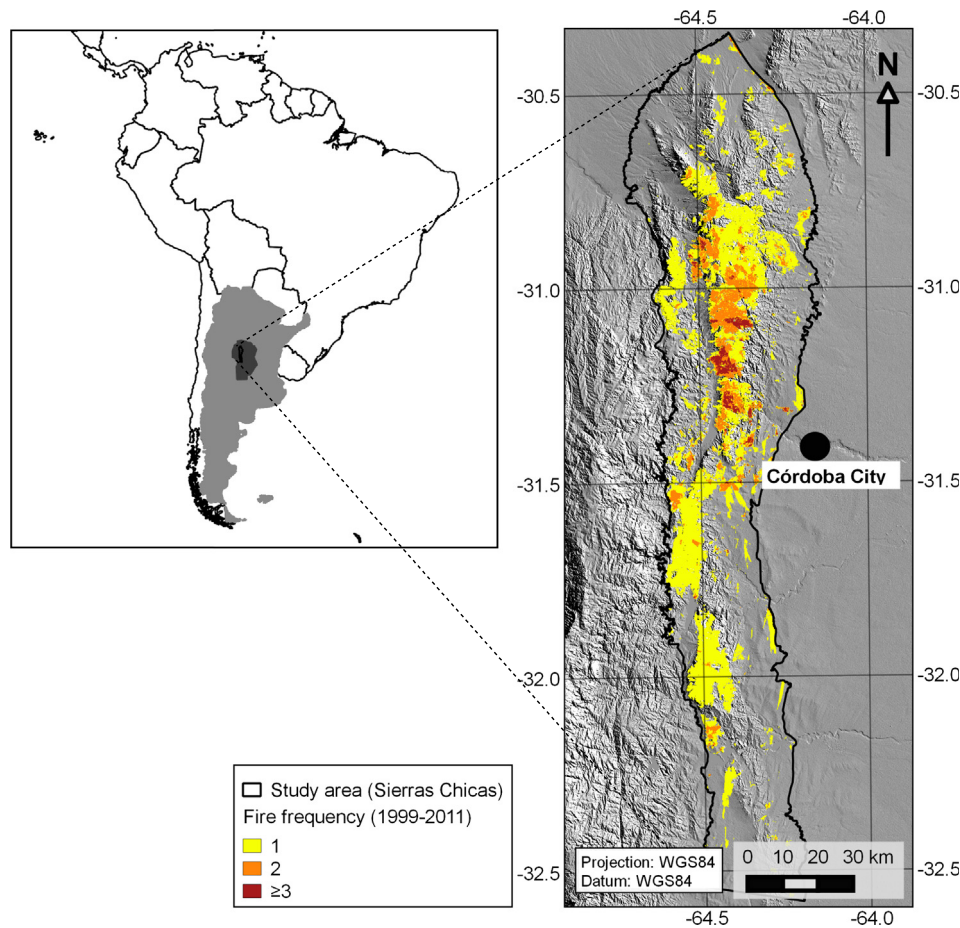 -64.5
-64.0
N
-30.5
-30.5
-31.0
-31.0
Córdoba City
-31.5
-31.5
-32.0
-32.0
Study area (Sierras Chicas)
Fire frequency (1999-2011)
1
2
≥3
Projection: WGS84
Datum: WGS84
0 10 20 30 km
-32.5
-32.5
-64.5
-64.0